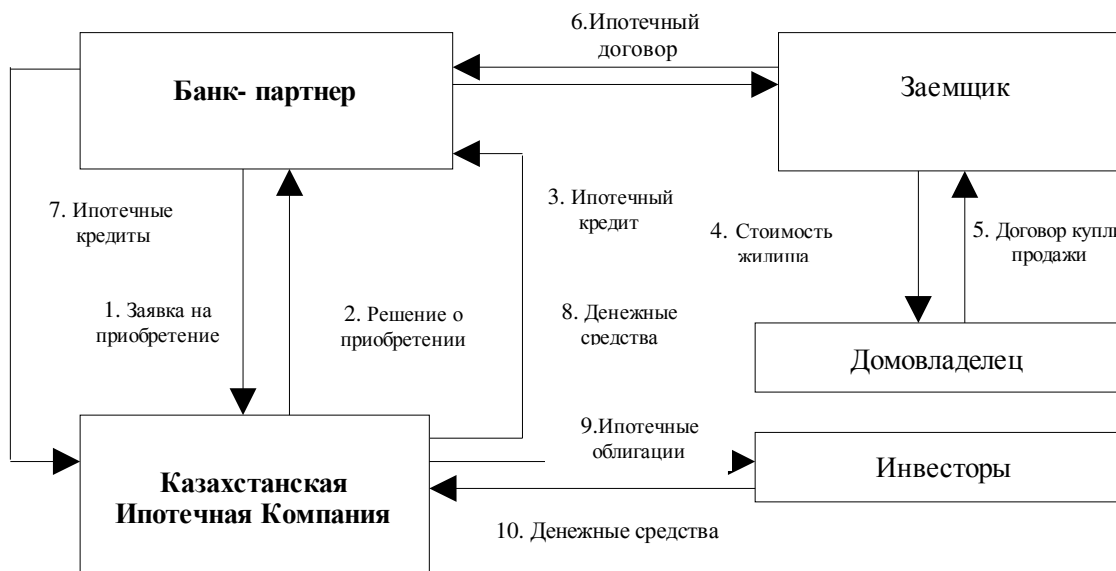 6.Ипотечный
договор
Банк- партнер
Заемщик
7. Ипотечные
кредиты
3. Ипотечный
кредит
4. Стоимость
жилища
5. Договор купли
продажи
1. Заявка на
приобретение
2. Решение о
приобретении
8. Денежные
средства
Домовладелец
9.Ипотечные
облигации
Инвесторы
Казахстанская
Ипотечная Компания
10. Денежные средства